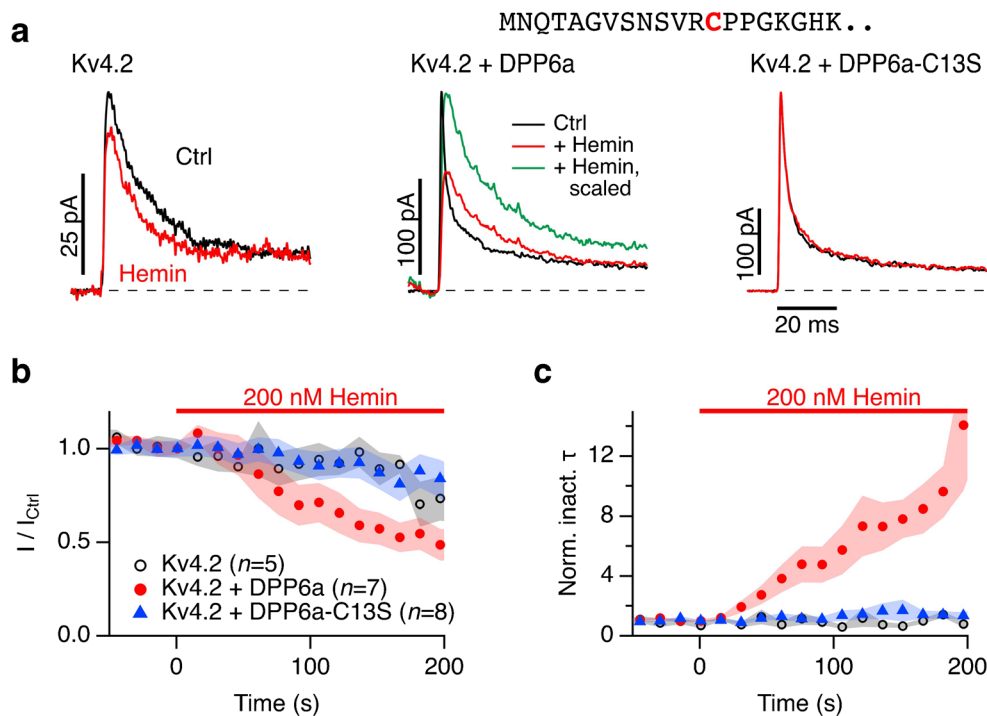 MNQTAGVSNSVRCPPGKGHK..
a
Kv4.2
Kv4.2 + DPP6a
Kv4.2 + DPP6a-C13S
Ctrl
Hemin
25 pA
Ctrl
+ Hemin
+ Hemin,
scaled
100 pA
100 pA
20 ms
b
200 nM Hemin
I / ICtrl
1.0
0.5
0.0
Kv4.2 (n=5)
Kv4.2 + DPP6a (n=7)
Kv4.2 + DPP6a-C13S (n=8)
0
100
200
Time (s)
c
200 nM Hemin
Norm. inact. τ
12
8
4
0
0
100
200
Time (s)